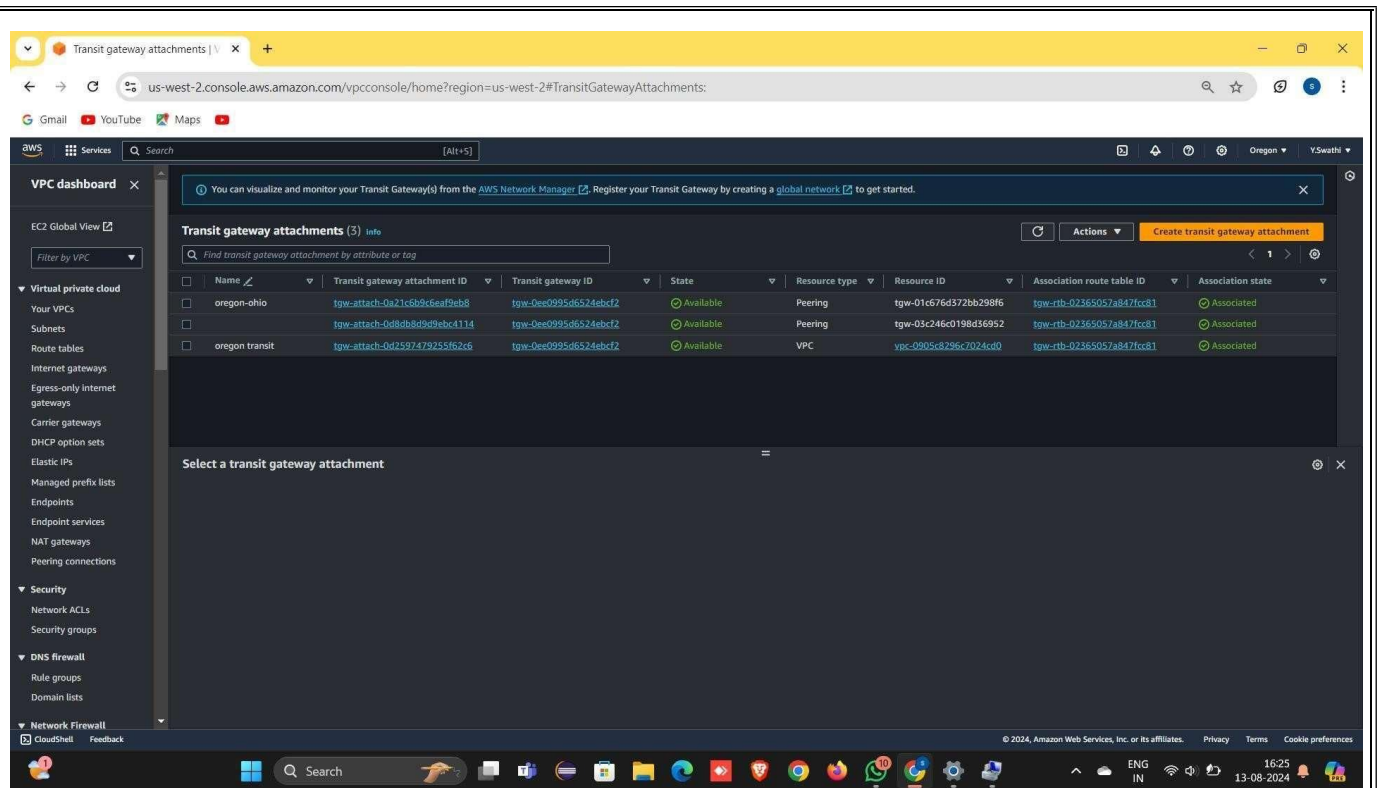 Transit gateway attachments | V
us-west-2.console.aws.amazon.com/vpcconsole/home?region=us-west-2#TransitGatewayAttachments:
S
Gmail YouTube Maps
aws Services Search [Alt+S] Oregon ▼ Y.Swathi ▼
VPC dashboard
EC2 Global View
Filter by VPC
Virtual private cloud
Your VPCs
Subnets
Route tables
Internet gateways
Egress-only internet
gateways
Carrier gateways
DHCP option sets
Elastic IPs
Managed prefix lists
Endpoints
Endpoint services
NAT gateways
Peering connections
Security
Network ACLs
Security groups
DNS firewall
Rule groups
Domain lists
Network Firewall
You can visualize and monitor your Transit Gateway(s) from the AWS Network Manager. Register your Transit Gateway by creating a global network to get started.
Transit gateway attachments (3) Info Actions ▼ Create transit gateway attachment
Find transit gateway attachment by attribute or tag 1
Name Transit gateway attachment ID Transit gateway ID State Resource type Resource ID Association route table ID Association state
oregon-ohio tgw-attach-0a21c6b9c6eaf9eb8 tgw-0ee0995d6524ebcf2 Available Peering tgw-01c676d372bb298f6 tgw-rtb-02365057a847fcc81 Associated
tgw-attach-0d8db8d9d9ebc4114 tgw-0ee0995d6524ebcf2 Available Peering tgw-03c246c0198d36952 tgw-rtb-02365057a847fcc81 Associated
oregon transit tgw-attach-0d2597479255f62c6 tgw-0ee0995d6524ebcf2 Available VPC vpc-0905c8296c7024cd0 tgw-rtb-02365057a847fcc81 Associated
Select a transit gateway attachment
CloudShell Feedback © 2024, Amazon Web Services, Inc. or its affiliates. Privacy Terms Cookie preferences
1 Search 10 ENG 16:25
IN 13-08-2024 PRE